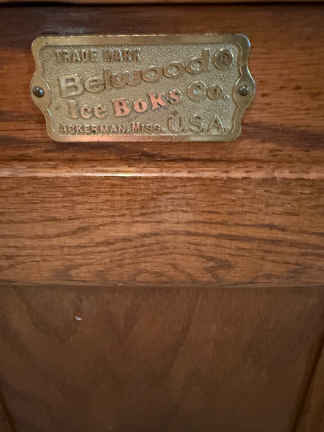 TRADE MARK
Belwood®
Ice Boks Co.
ACKERMAN, MISS. U.S.A.